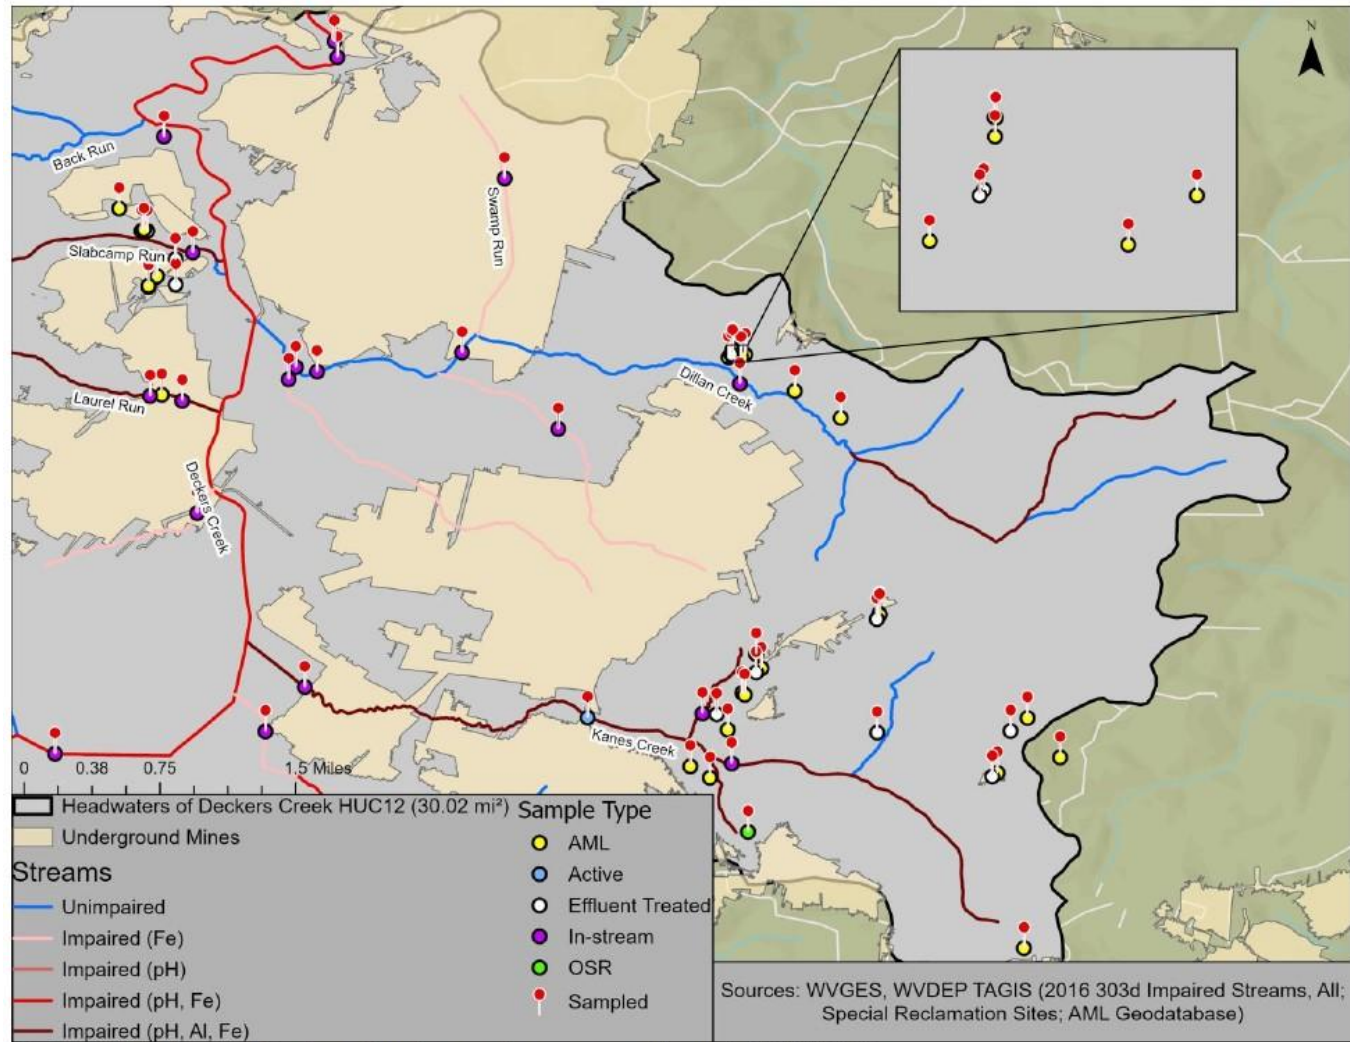 N
Back Run
Swamp Run
Slabcamp Run
Dillan Creek
Laurel Run
Deckers Creek
Kanes Creek
0 0.38 0.75 1.5 Miles
Headwaters of Deckers Creek HUC12 (30.02 mi²)
Underground Mines
Streams
Unimpaired
Impaired (Fe)
Impaired (pH)
Impaired (pH, Fe)
Impaired (pH, Al, Fe)
Sample Type
AML
Active
Effluent Treated
In-stream
OSR
Sampled
Sources: WVGES, WVDEP TAGIS (2016 303d Impaired Streams, All;
Special Reclamation Sites; AML Geodatabase)